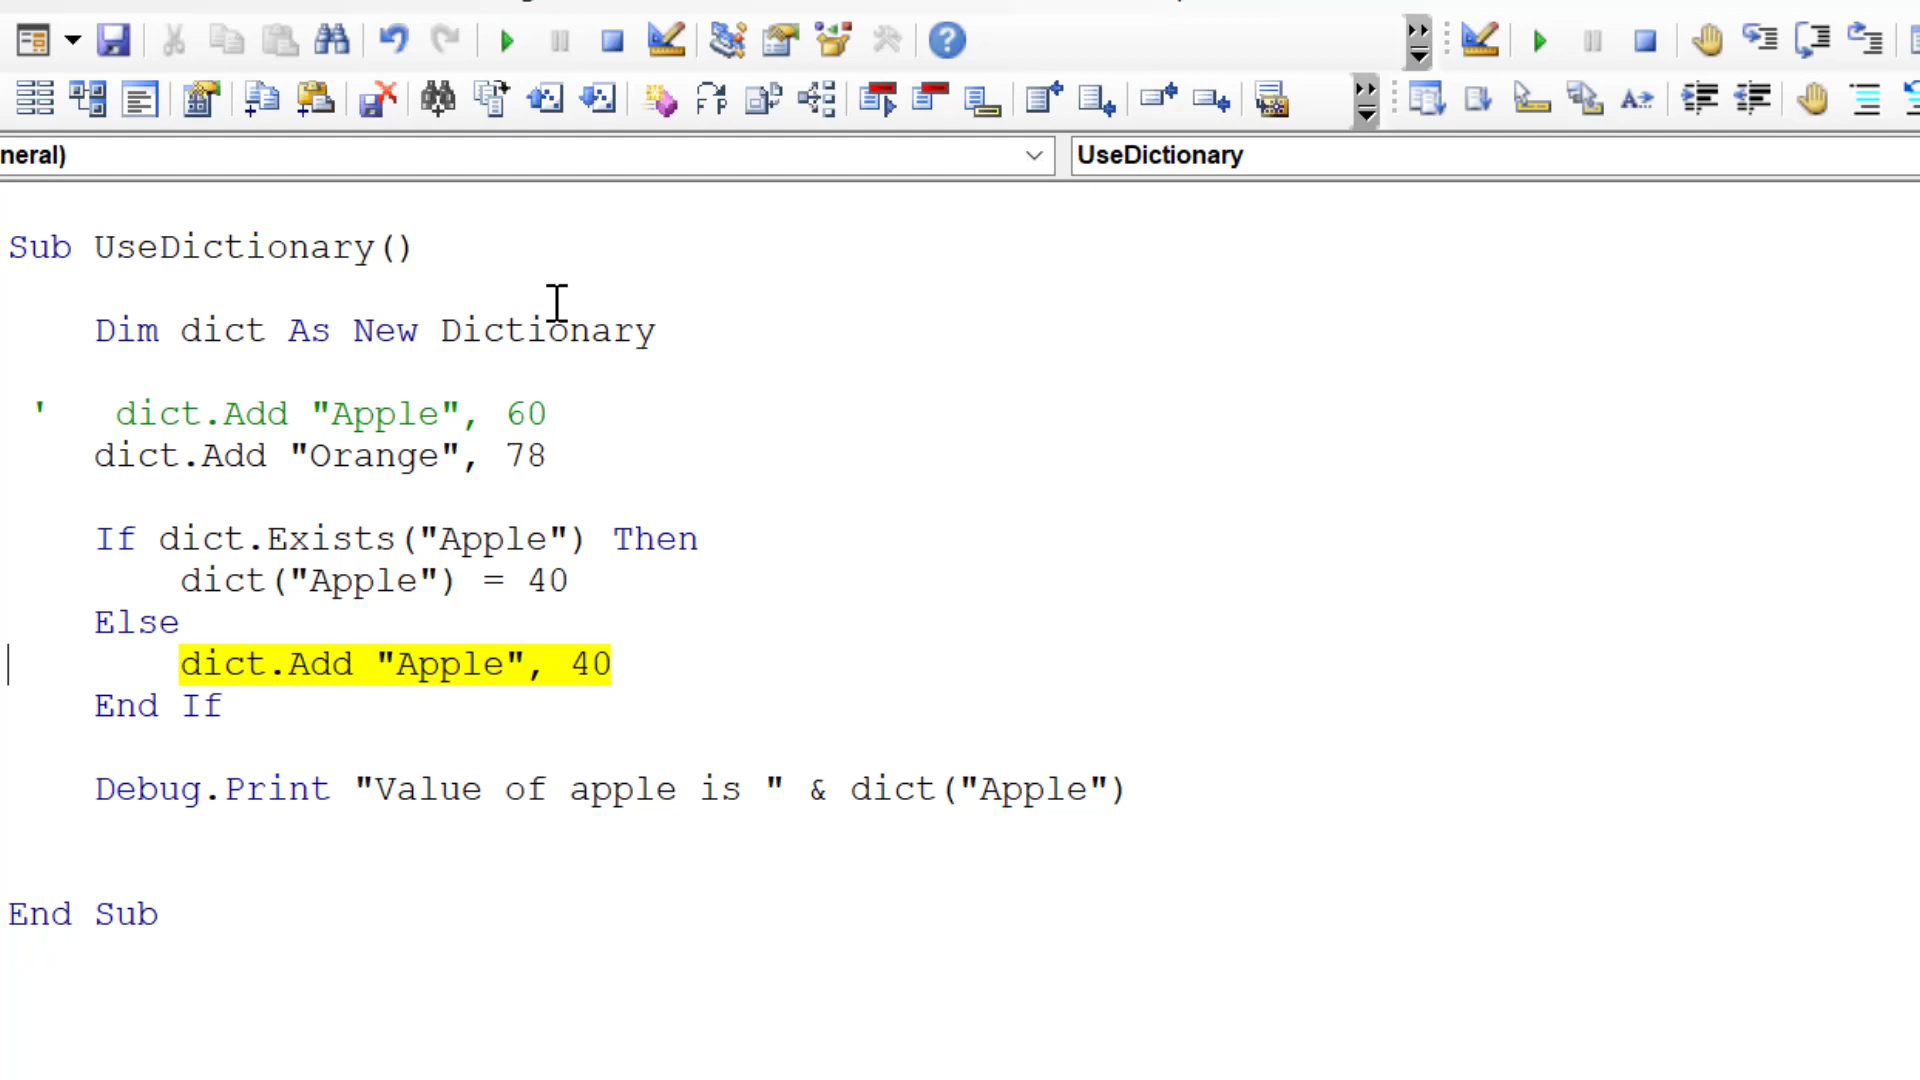 neral)
UseDictionary
Sub UseDictionary()
Dim dict As New Dictionary
' dict.Add "Apple", 60
dict.Add "Orange", 78
If dict.Exists("Apple") Then
dict("Apple") = 40
Else
dict.Add "Apple", 40
End If
Debug.Print "Value of apple is " & dict("Apple")
End Sub